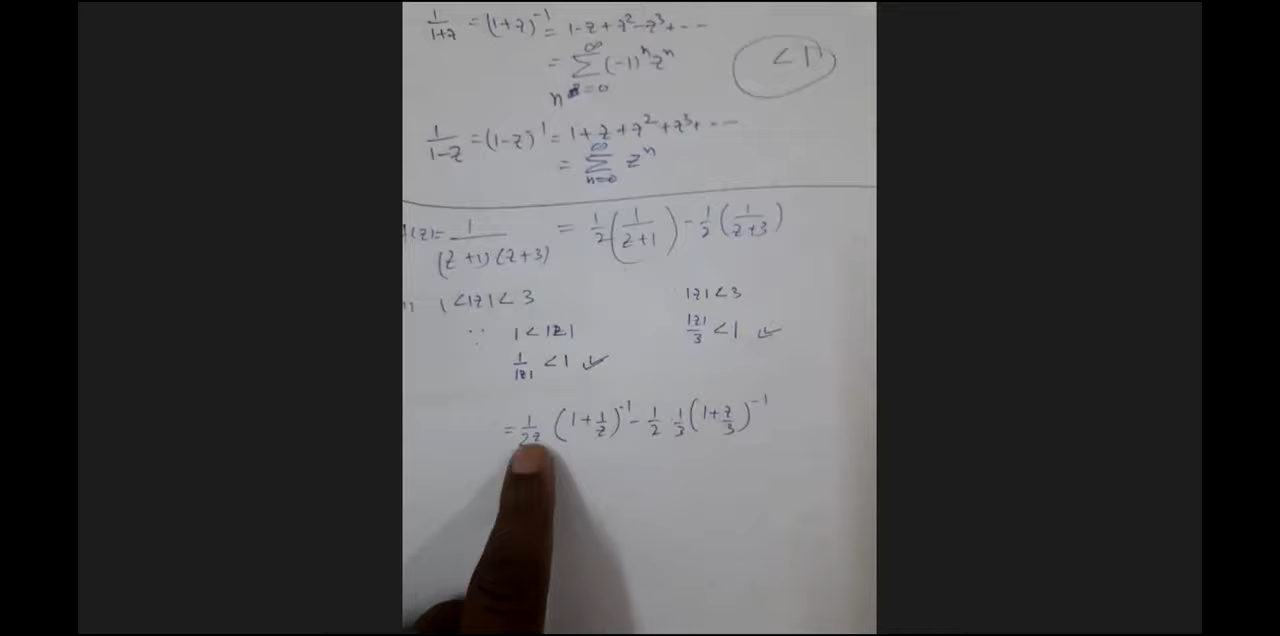 1/(1+z) = (1+z)^-1 = 1-z+z^2-z^3+--
= ∑_{n=0}^{∞} (-1)^n z^n
<1
1/(1-z) = (1-z)^-1 = 1+z+z^2+z^3+---
= ∑_{n=0}^{∞} z^n
(z)= 1/((z+1)(z+3)) = 1/2 (1/(z+1)) - 1/2 (1/(z+3))
1<|z|<3 |z|<3
∵ 1<|z| |z|/3 <1 ✓
1/|z| <1 ✓
= 1/2z (1+1/z)^-1 - 1/2 1/3 (1+z/3)^-1